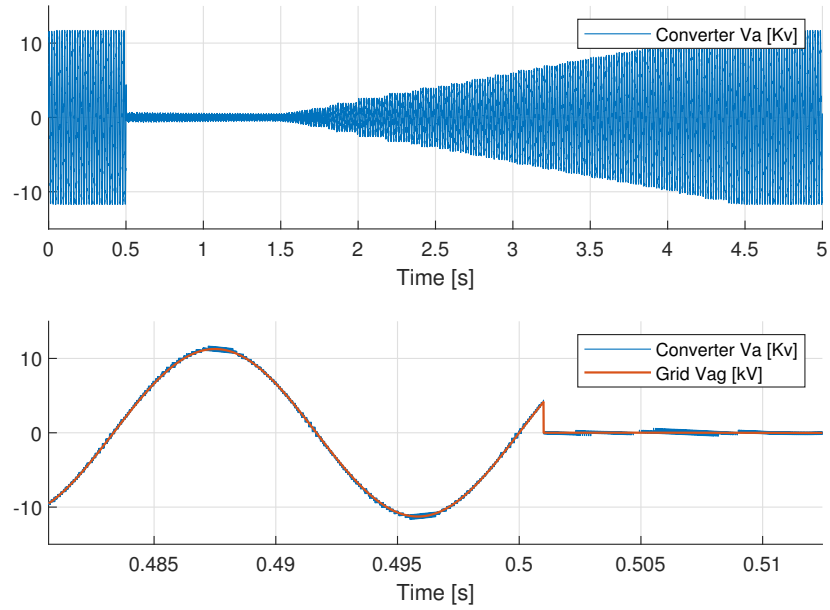 10
0
-10
0 0.5 1 1.5 2 2.5 3 3.5 4 4.5 5
Time [s]
Converter Va [Kv]
10
0
-10
0.485 0.49 0.495 0.5 0.505 0.51
Time [s]
Converter Va [Kv]
Grid Vag [kV]